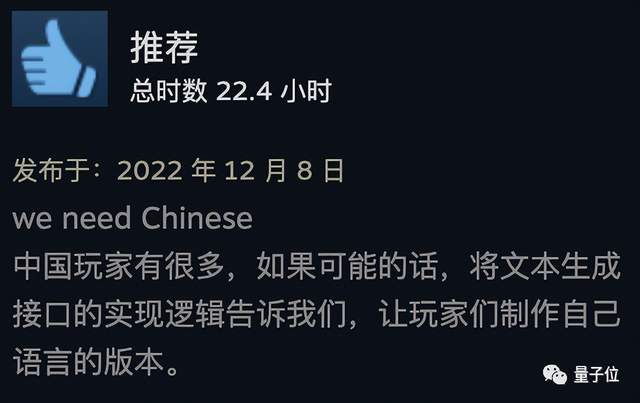 推荐
总时数 22.4 小时
发布于：2022 年 12 月 8 日
we need Chinese
中国玩家有很多，如果可能的话，将文本生成
接口的实现逻辑告诉我们，让玩家们制作自己
语言的版本。
量子位